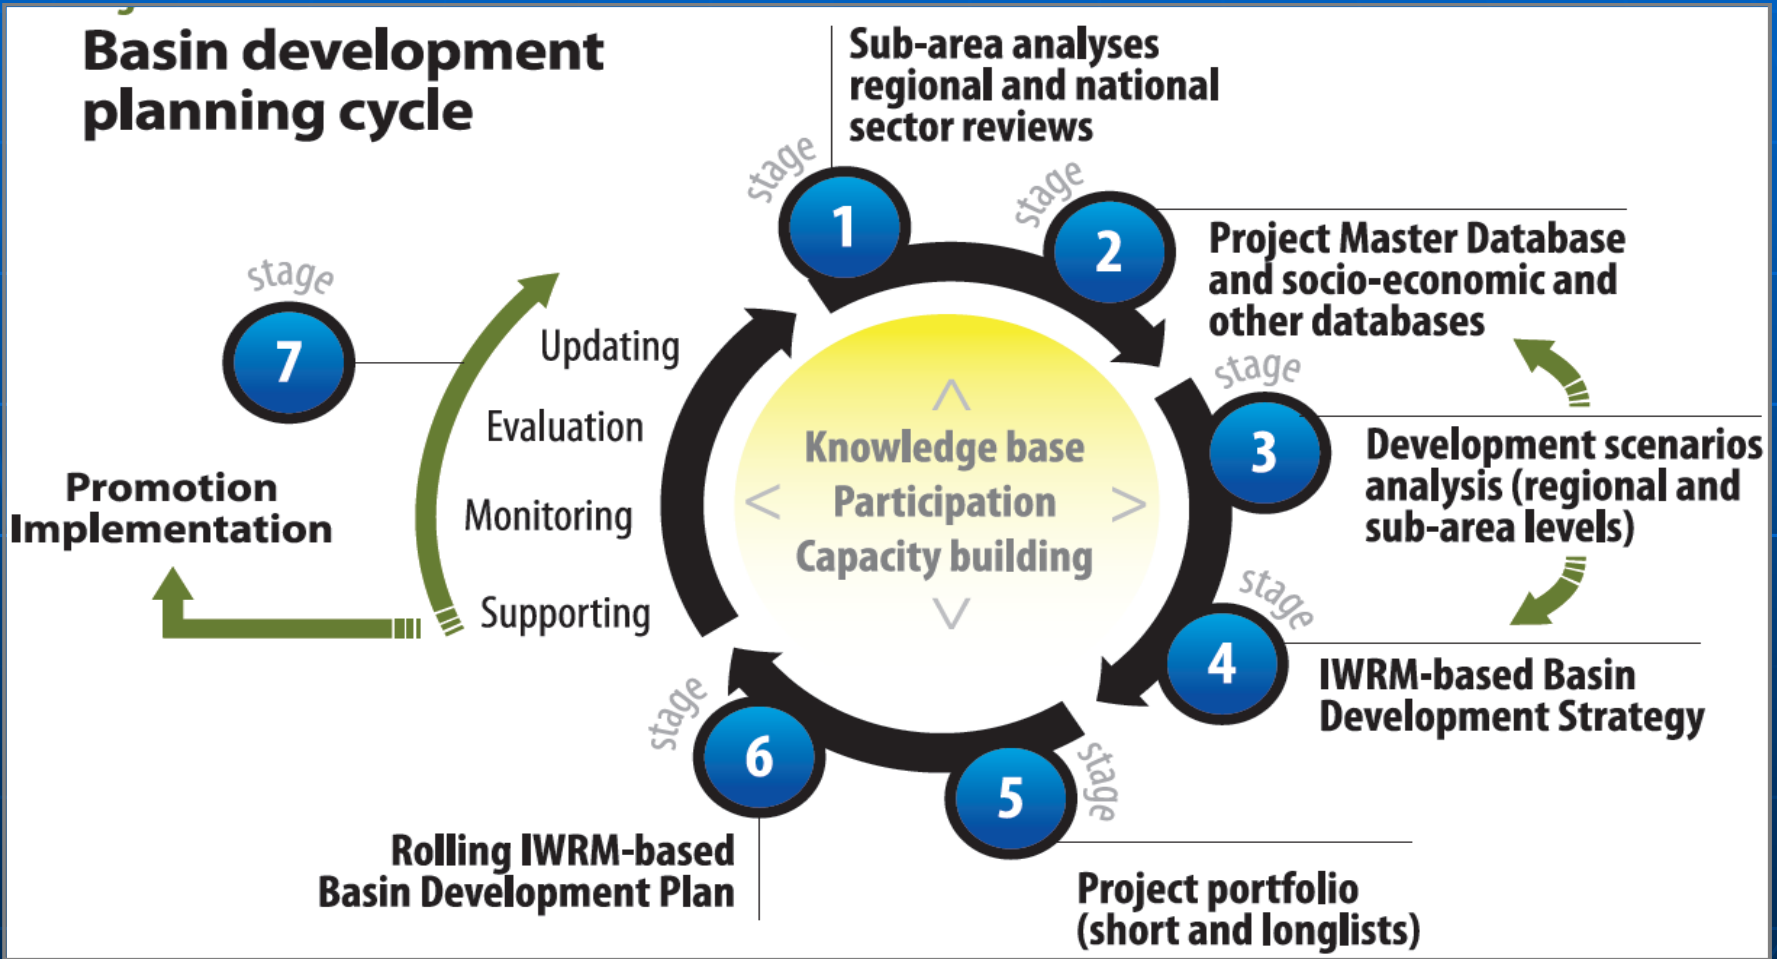 Basin development
planning cycle
stage
1
Sub-area analyses
regional and national
sector reviews
stage
2
Project Master Database
and socio-economic and
other databases
stage
3
Development scenarios
analysis (regional and
sub-area levels)
stage
4
IWRM-based Basin
Development Strategy
stage
5
Project portfolio
(short and longlists)
stage
6
Rolling IWRM-based
Basin Development Plan
stage
7
Updating
Evaluation
Monitoring
Supporting
Promotion
Implementation
Knowledge base
Participation
Capacity building